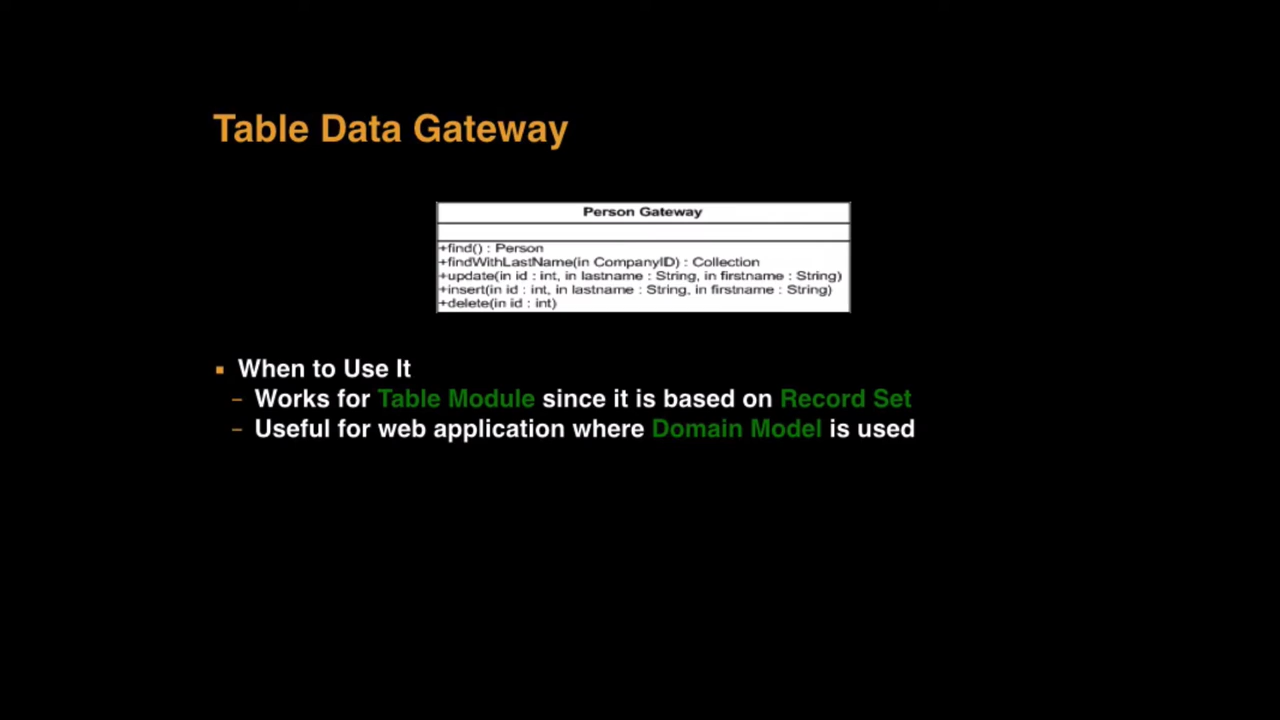 Table Data Gateway
Person Gateway
+find() : Person
+findWithLastName(in CompanyID) : Collection
+update(in id : int, in lastname : String, in firstname : String)
+insert(in id : int, in lastname : String, in firstname : String)
+delete(in id : int)
▪ When to Use It
– Works for Table Module since it is based on Record Set
– Useful for web application where Domain Model is used